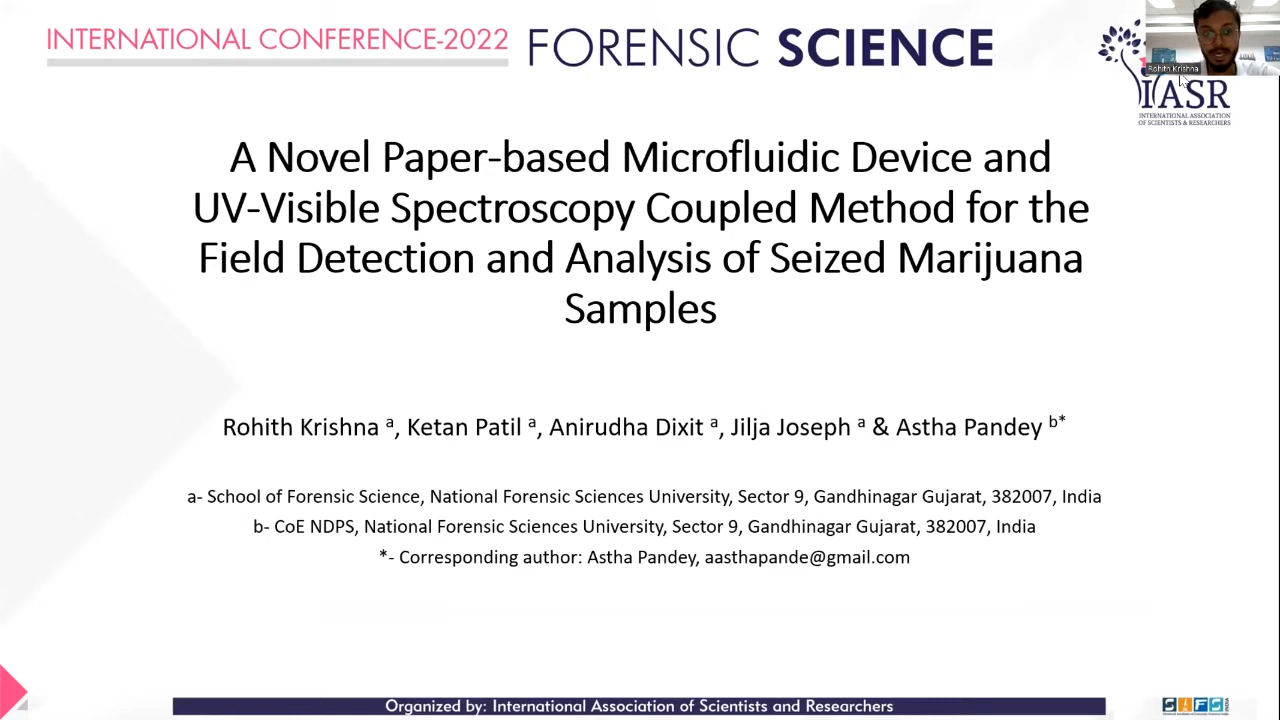 INTERNATIONAL CONFERENCE-2022 FORENSIC SCIENCE
Rohith Krishna
IASR
INTERNATIONAL ASSOCIATION
OF SCIENTISTS & RESEARCHERS
A Novel Paper-based Microfluidic Device and
UV-Visible Spectroscopy Coupled Method for the
Field Detection and Analysis of Seized Marijuana
Samples
Rohith Krishna a, Ketan Patil a, Anirudha Dixit a, Jilja Joseph a & Astha Pandey b*
a- School of Forensic Science, National Forensic Sciences University, Sector 9, Gandhinagar Gujarat, 382007, India
b- CoE NDPS, National Forensic Sciences University, Sector 9, Gandhinagar Gujarat, 382007, India
*- Corresponding author: Astha Pandey, aasthapande@gmail.com
Organized by: International Association of Scientists and Researchers
SIFS
INDIA